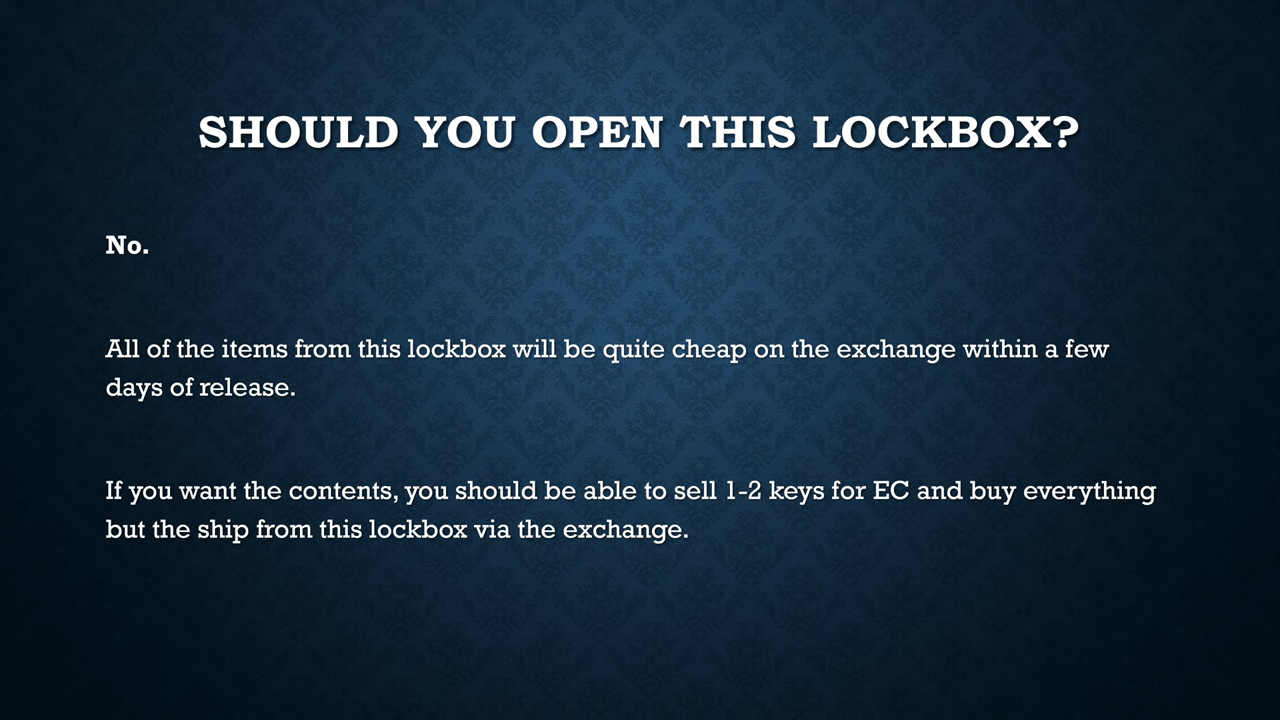 SHOULD YOU OPEN THIS LOCKBOX?
No.
All of the items from this lockbox will be quite cheap on the exchange within a few
days of release.
If you want the contents, you should be able to sell 1-2 keys for EC and buy everything
but the ship from this lockbox via the exchange.